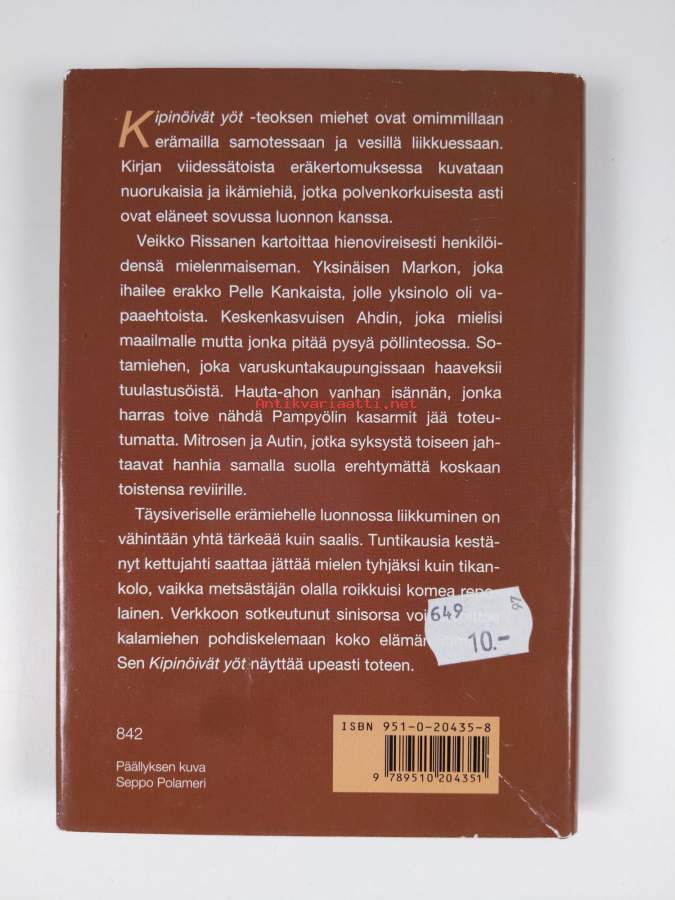 Kipinöivät yöt -teoksen miehet ovat omimmillaan
erämailla samotessaan ja vesillä liikkuessaan.
Kirjan viidessätoista eräkertomuksessa kuvataan
nuorukaisia ja ikämiehiä, jotka polvenkorkuisesta asti
ovat eläneet sovussa luonnon kanssa.
Veikko Rissanen kartoittaa hienovireisesti henkilöi-
densä mielenmaiseman. Yksinäisen Markon, joka
ihailee erakko Pelle Kankaista, jolle yksinolo oli va-
paaehtoista. Keskenkasvuisen Ahdin, joka mielisi
maailmalle mutta jonka pitää pysyä pöllinteossa. So-
tamiehen, joka varuskuntakaupungissaan haaveksii
tuulastusöistä. Hauta-ahon vanhan isännän, jonka
Antikvariaatti.net
harras toive nähdä Pampyölin kasarmit jää toteu-
tumatta. Mitrosen ja Autin, jotka syksystä toiseen jah-
taavat hanhia samalla suolla erehtymättä koskaan
toistensa reviirille.
Täysiveriselle erämiehelle luonnossa liikkuminen on
vähintään yhtä tärkeää kuin saalis. Tuntikausia kestä-
nyt kettujahti saattaa jättää mielen tyhjäksi kuin tikan-
kolo, vaikka metsästäjän olalla roikkuisi komea repo-
lainen. Verkkoon sotkeutunut sinisorsa voi
kalamiehen pohdiskelemaan koko elämän
Sen Kipinöivät yöt näyttää upeasti toteen.
649
97
10.-
842
Päällyksen kuva
Seppo Polameri
ISBN 951-0-20435-8
9 789510 204351